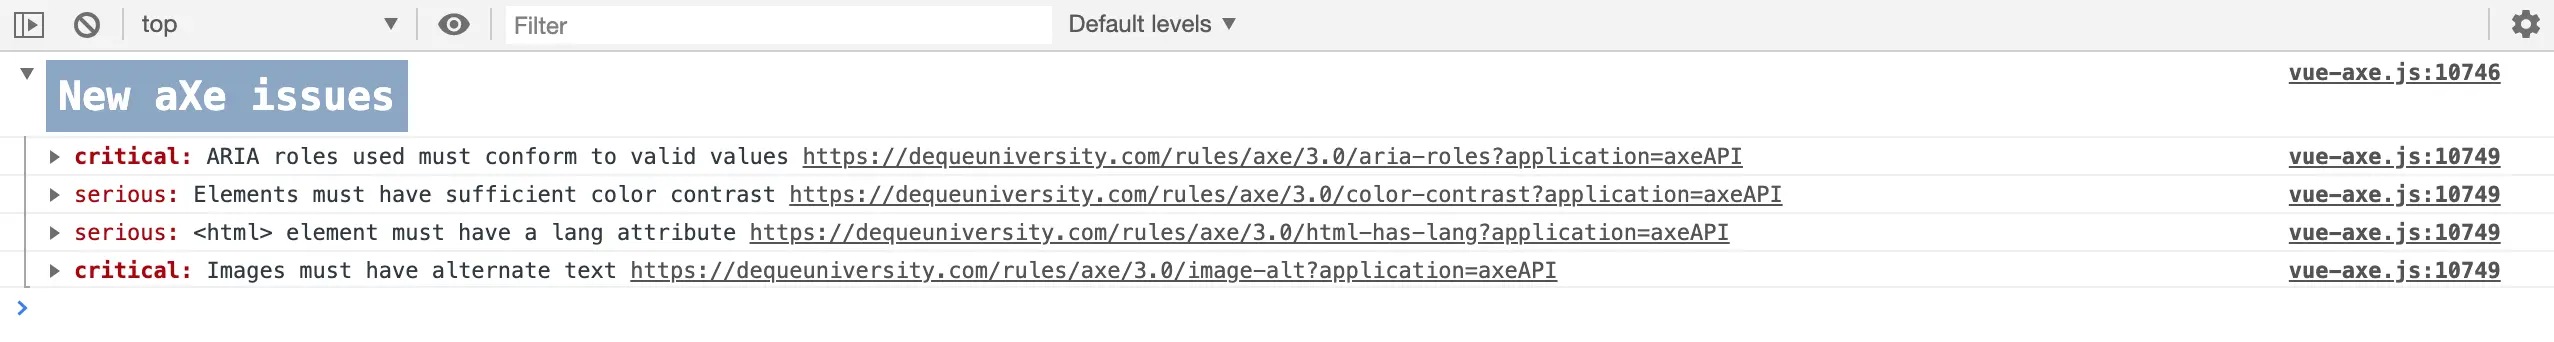 top Filter Default levels
New aXe issues vue-axe.js:10746
critical: ARIA roles used must conform to valid values https://dequeuniversity.com/rules/axe/3.0/aria-roles?application=axeAPI vue-axe.js:10749
serious: Elements must have sufficient color contrast https://dequeuniversity.com/rules/axe/3.0/color-contrast?application=axeAPI vue-axe.js:10749
serious: <html> element must have a lang attribute https://dequeuniversity.com/rules/axe/3.0/html-has-lang?application=axeAPI vue-axe.js:10749
critical: Images must have alternate text https://dequeuniversity.com/rules/axe/3.0/image-alt?application=axeAPI vue-axe.js:10749